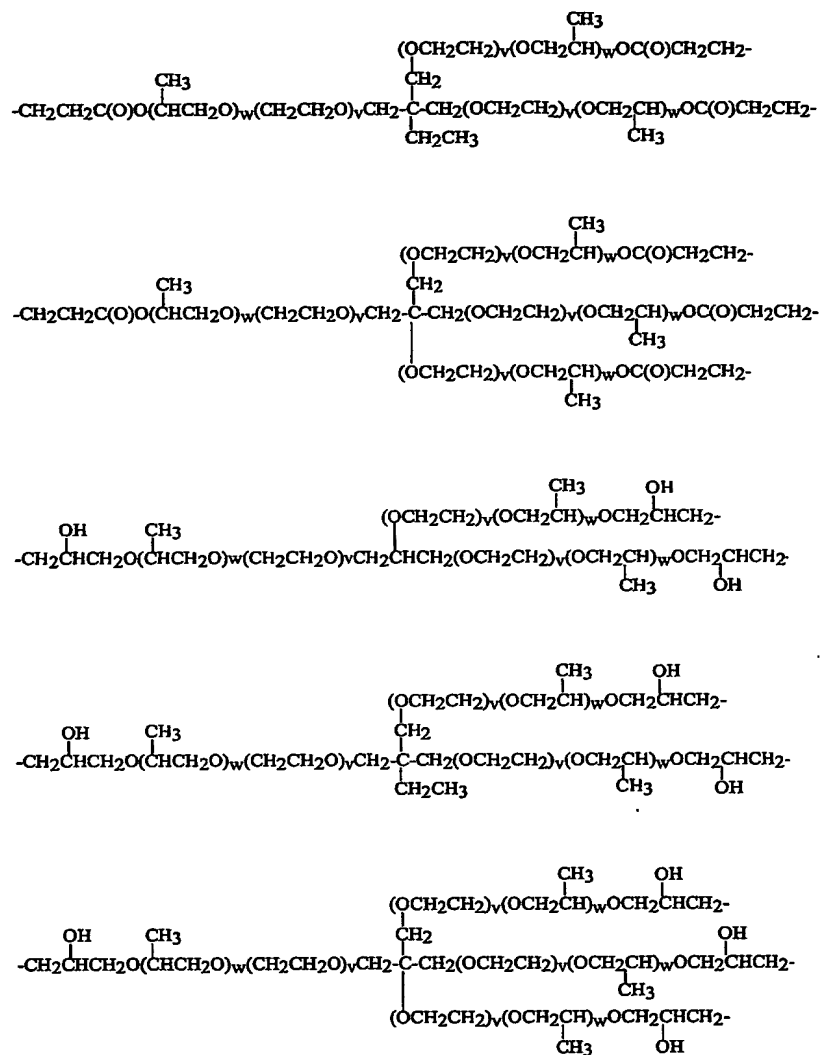 CH3
(OCH2CH2)v(OCH2CH)wOC(O)CH2CH2-
CH3 CH2
-CH2CH2C(O)O(CHCH2O)w(CH2CH2O)vCH2-C-CH2(OCH2CH2)v(OCH2CH)wOC(O)CH2CH2-
CH2CH3 CH3
CH3
(OCH2CH2)v(OCH2CH)wOC(O)CH2CH2-
CH3 CH2
-CH2CH2C(O)O(CHCH2O)w(CH2CH2O)vCH2-C-CH2(OCH2CH2)v(OCH2CH)wOC(O)CH2CH2-
CH3
(OCH2CH2)v(OCH2CH)wOC(O)CH2CH2-
CH3
CH3 OH
(OCH2CH2)v(OCH2CH)wOCH2CHCH2-
OH CH3
-CH2CHCH2O(CHCH2O)w(CH2CH2O)vCH2CHCH2(OCH2CH2)v(OCH2CH)wOCH2CHCH2-
CH3 OH
CH3 OH
(OCH2CH2)v(OCH2CH)wOCH2CHCH2-
OH CH3 CH2
-CH2CHCH2O(CHCH2O)w(CH2CH2O)vCH2-C-CH2(OCH2CH2)v(OCH2CH)wOCH2CHCH2-
CH2CH3 CH3 OH
CH3 OH
(OCH2CH2)v(OCH2CH)wOCH2CHCH2-
OH CH3 CH2 OH
-CH2CHCH2O(CHCH2O)w(CH2CH2O)vCH2-C-CH2(OCH2CH2)v(OCH2CH)wOCH2CHCH2-
CH3
(OCH2CH2)v(OCH2CH)wOCH2CHCH2-
CH3 OH